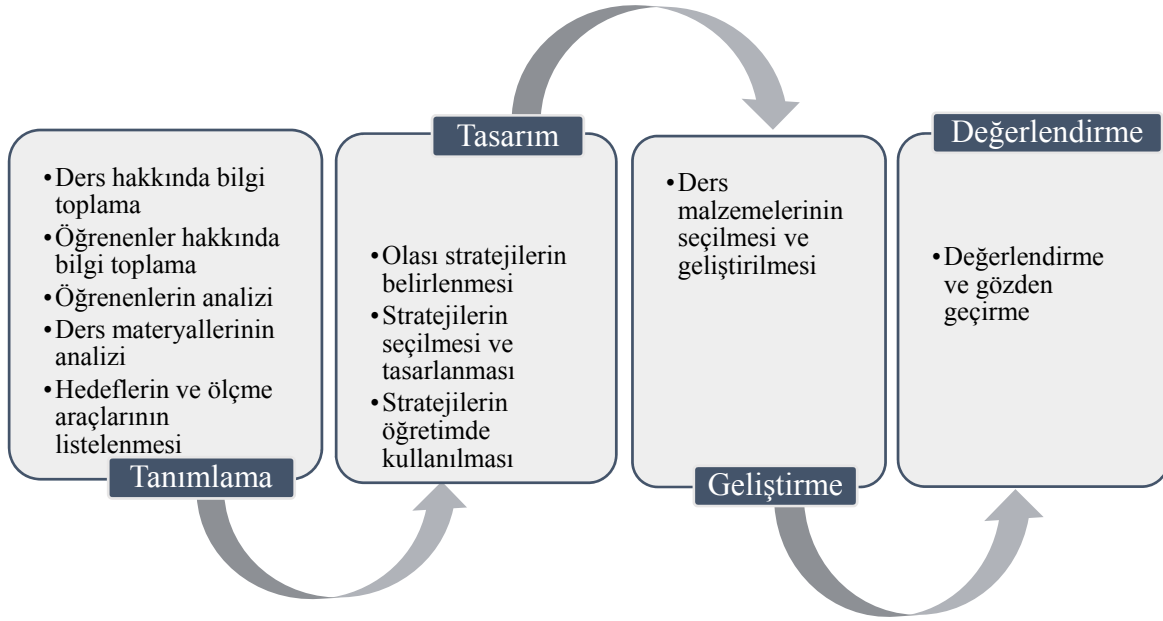 •Ders hakkında bilgi
toplama
•Öğrenenler hakkında
bilgi toplama
•Öğrenenlerin analizi
•Ders materyallerinin
analizi
•Hedeflerin ve ölçme
araçlarının
listelenmesi
Tanımlama
Tasarım
•Olası stratejilerin
belirlenmesi
•Stratejilerin
seçilmesi ve
tasarlanması
•Stratejilerin
öğretimde
kullanılması
•Ders
malzemelerinin
seçilmesi ve
geliştirilmesi
Geliştirme
Değerlendirme
•Değerlendirme
ve gözden
geçirme